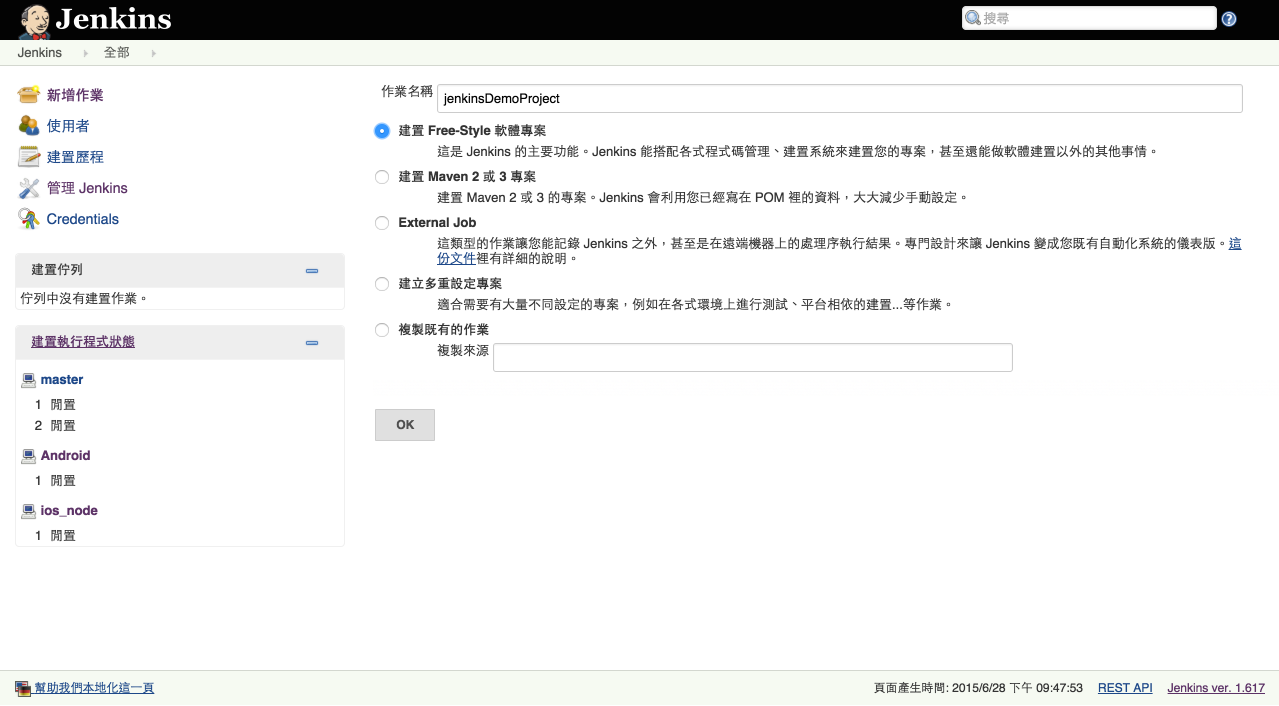 Jenkins
搜尋
Jenkins 全部
新增作業
使用者
建置歷程
管理 Jenkins
Credentials
建置佇列
佇列中沒有建置作業。
建置執行程式狀態
master
1 閒置
2 閒置
Android
1 閒置
ios_node
1 閒置
作業名稱 jenkinsDemoProject
建置 Free-Style 軟體專案
這是 Jenkins 的主要功能。Jenkins 能搭配各式程式碼管理、建置系統來建置您的專案，甚至還能做軟體建置以外的其他事情。
建置 Maven 2 或 3 專案
建置 Maven 2 或 3 的專案。Jenkins 會利用您已經寫在 POM 裡的資料，大大減少手動設定。
External Job
這類型的作業讓您能記錄 Jenkins 之外，甚至是在遠端機器上的處理序執行結果。專門設計來讓 Jenkins 變成您既有自動化系統的儀表版。這
份文件裡有詳細的說明。
建立多重設定專案
適合需要有大量不同設定的專案，例如在各式環境上進行測試、平台相依的建置...等作業。
複製既有的作業
複製來源
OK
幫助我們本地化這一頁
頁面產生時間: 2015/6/28 下午 09:47:53 REST API Jenkins ver. 1.617